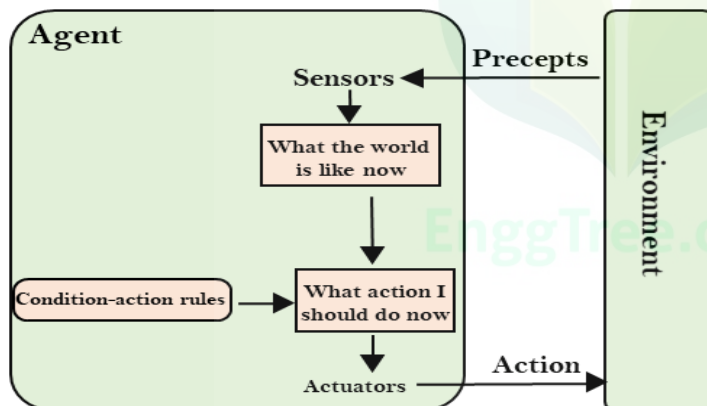 Agent
Precepts
Sensors
What the world
is like now
Environment
EnggTree.c
Condition-action rules
What action I
should do now
Action
Actuators